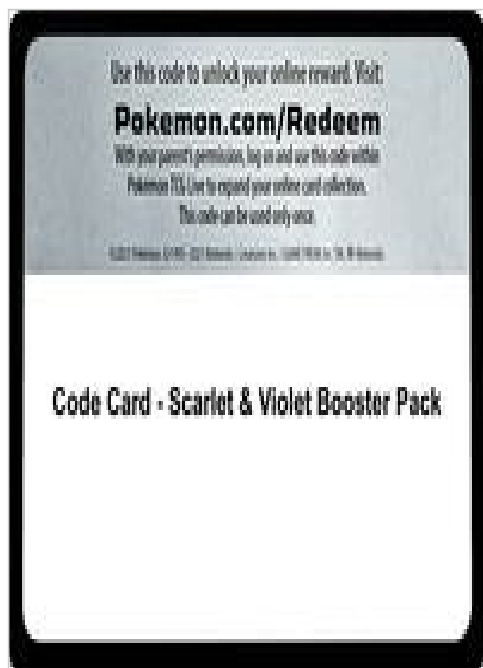 Use this code to unlock your online reward. Visit:
Pokemon.com/Redeem
With your parent's permission, log on and use this code within
Pokémon TCG Live to expand your online card collection.
This code can be used only once.
Code Card - Scarlet & Violet Booster Pack